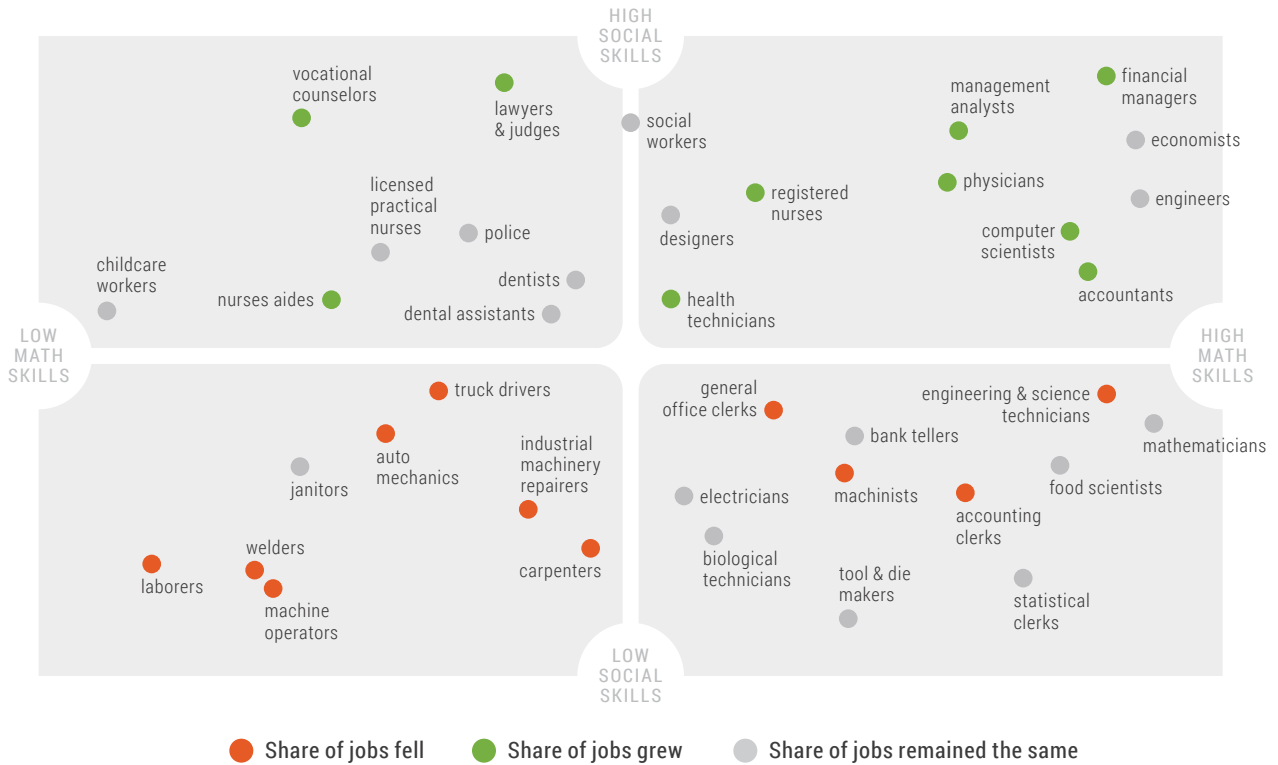 HIGH
SOCIAL
SKILLS
vocational
counselors
lawyers
& judges
social
workers
management
analysts
financial
managers
economists
licensed
practical
nurses
police
registered
nurses
physicians
engineers
designers
computer
scientists
childcare
workers
nurses aides
dentists
dental assistants
health
technicians
accountants
LOW
MATH
SKILLS
HIGH
MATH
SKILLS
truck drivers
auto
mechanics
industrial
machinery
repairers
janitors
laborers
welders
machine
operators
carpenters
general
office clerks
bank tellers
engineering & science
technicians
mathematicians
electricians
machinists
food scientists
accounting
clerks
biological
technicians
tool & die
makers
statistical
clerks
LOW
SOCIAL
SKILLS
Share of jobs fell
Share of jobs grew
Share of jobs remained the same